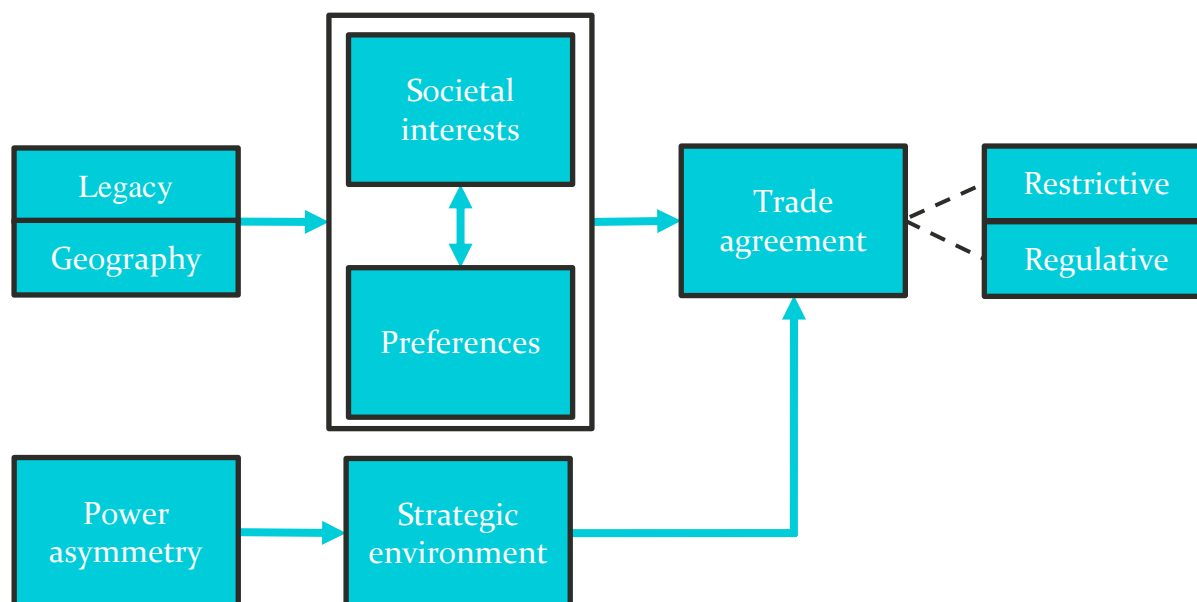 Societal
interests
Legacy
Geography
Preferences
Trade
agreement
Restrictive
Regulative
Power
asymmetry
Strategic
environment